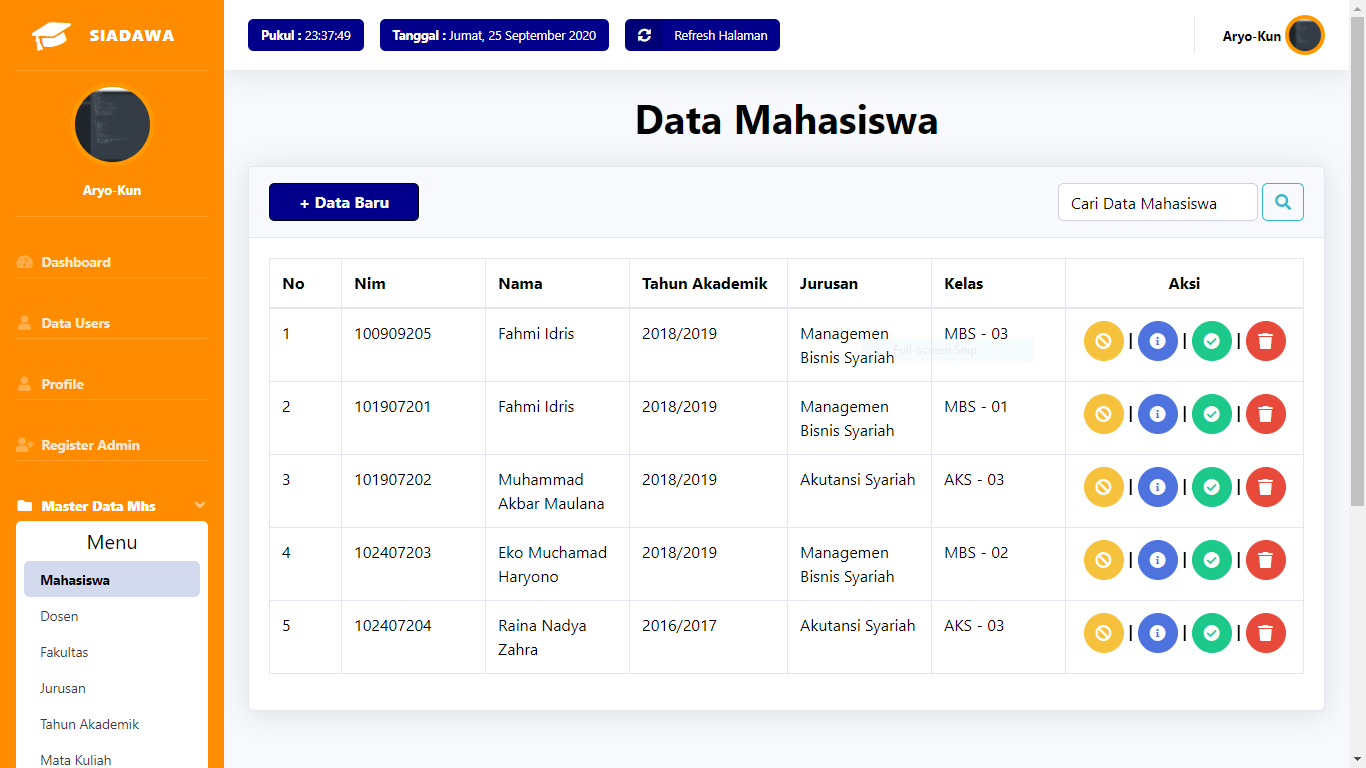 SIADAWA
Pukul : 23:37:49
Tanggal : Jumat, 25 September 2020
Refresh Halaman
Aryo-Kun
Aryo-Kun
Dashboard
Data Users
Profile
Register Admin
Master Data Mhs
Menu
Mahasiswa
Dosen
Fakultas
Jurusan
Tahun Akademik
Mata Kuliah
Data Mahasiswa
+ Data Baru
Cari Data Mahasiswa
No Nim Nama Tahun Akademik Jurusan Kelas Aksi
1 100909205 Fahmi Idris 2018/2019 Managemen MBS - 03 | | |
Bisnis Syariah
Full-screen Snip
2 101907201 Fahmi Idris 2018/2019 Managemen MBS - 01 | | |
Bisnis Syariah
3 101907202 Muhammad 2018/2019 Akutansi Syariah AKS - 03 | | |
Akbar Maulana
4 102407203 Eko Muchamad 2018/2019 Managemen MBS - 02 | | |
Haryono Bisnis Syariah
5 102407204 Raina Nadya 2016/2017 Akutansi Syariah AKS - 03 | | |
Zahra